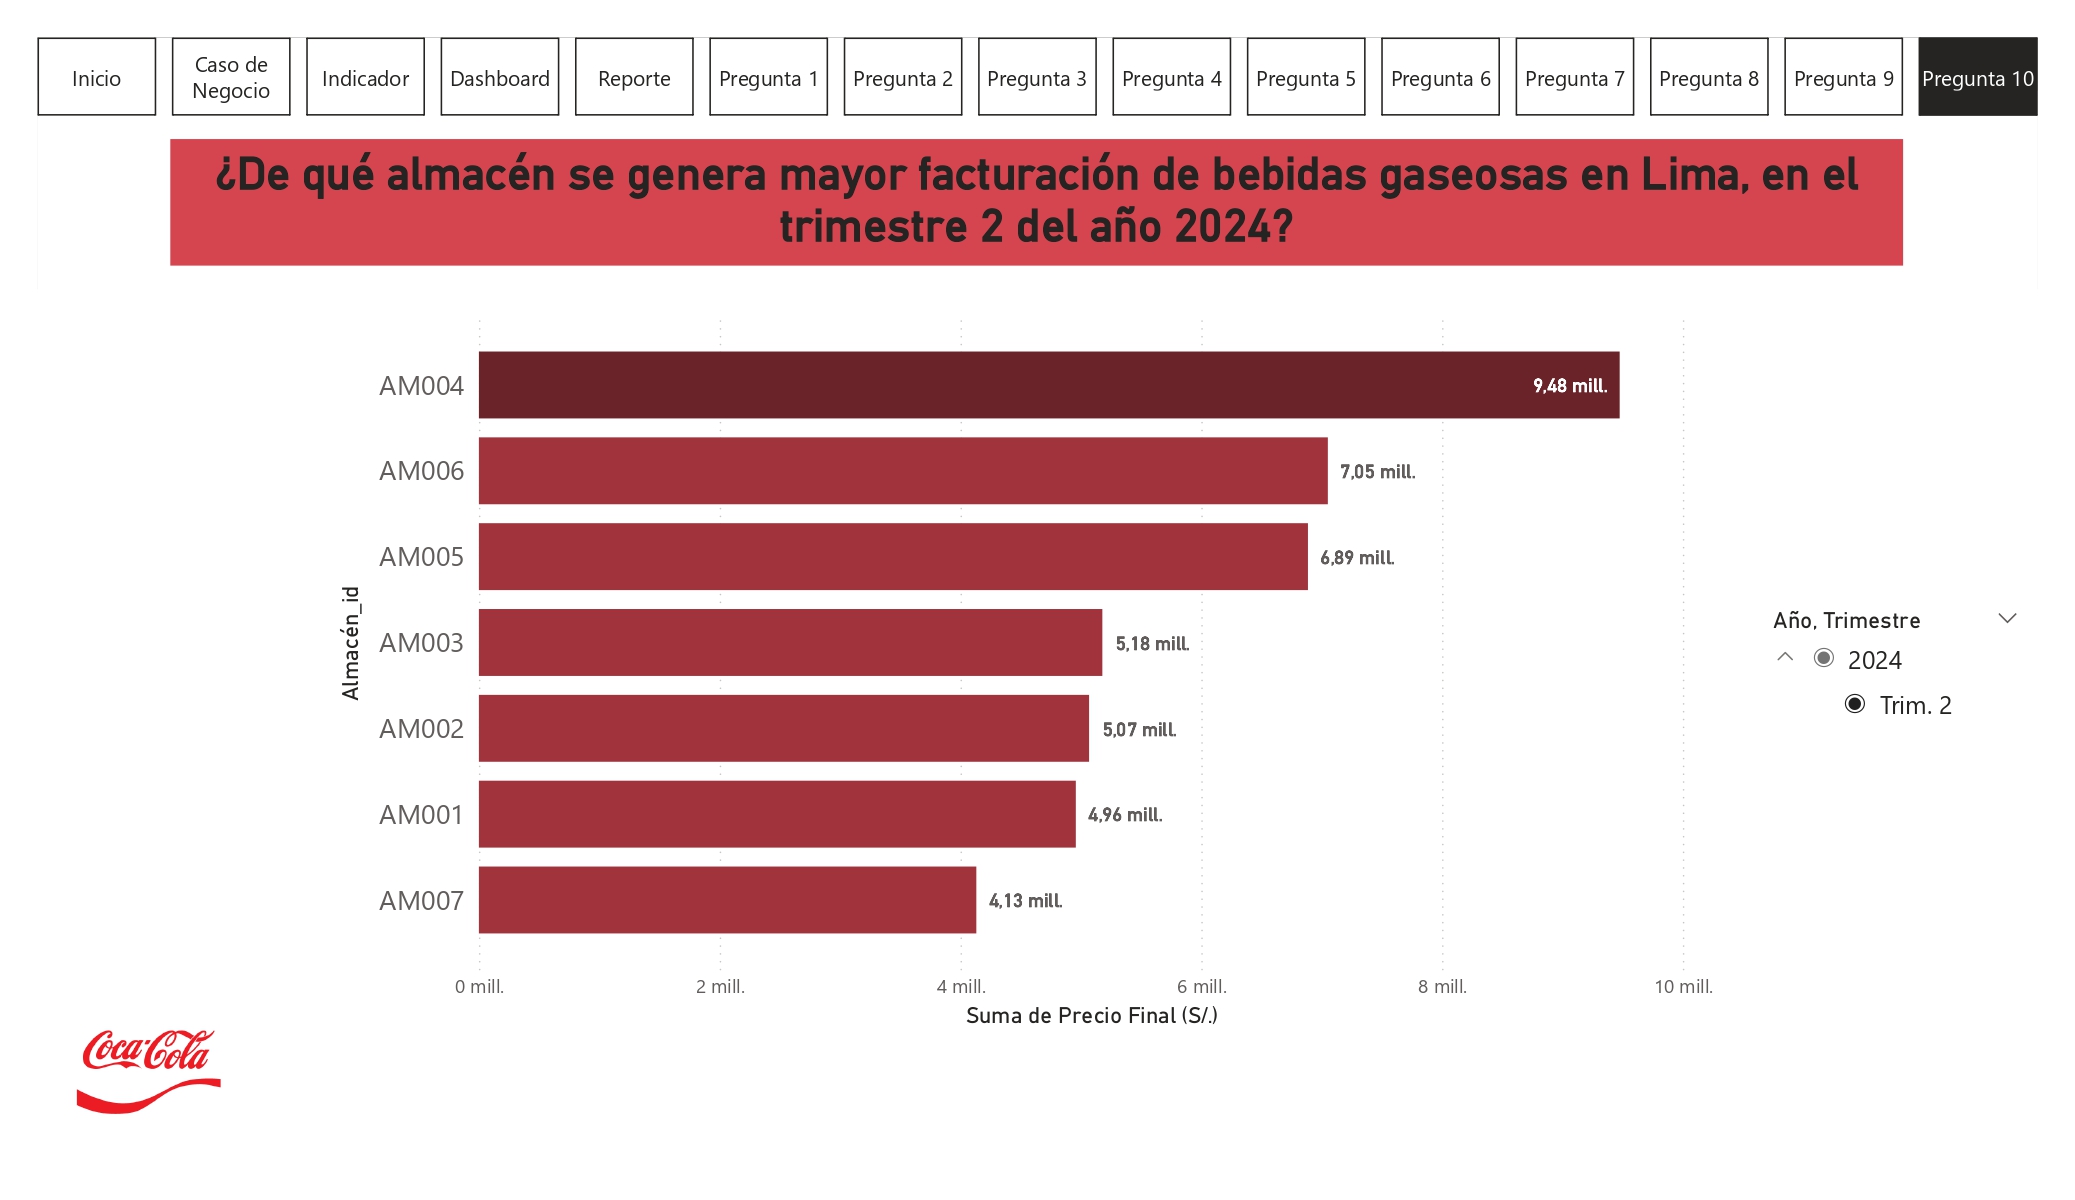 Inicio
Caso de
Negocio
Indicador
Dashboard
Reporte
Pregunta 1
Pregunta 2
Pregunta 3
Pregunta 4
Pregunta 5
Pregunta 6
Pregunta 7
Pregunta 8
Pregunta 9
Pregunta 10
¿De qué almacén se genera mayor facturación de bebidas gaseosas en Lima, en el
trimestre 2 del año 2024?
Almacén_id
AM004
9,48 mill.
AM006
7,05 mill.
AM005
6,89 mill.
AM003
5,18 mill.
AM002
5,07 mill.
AM001
4,96 mill.
AM007
4,13 mill.
0 mill.
2 mill.
4 mill.
6 mill.
8 mill.
10 mill.
Suma de Precio Final (S/.)
Año, Trimestre
2024
Trim. 2
Coca-Cola